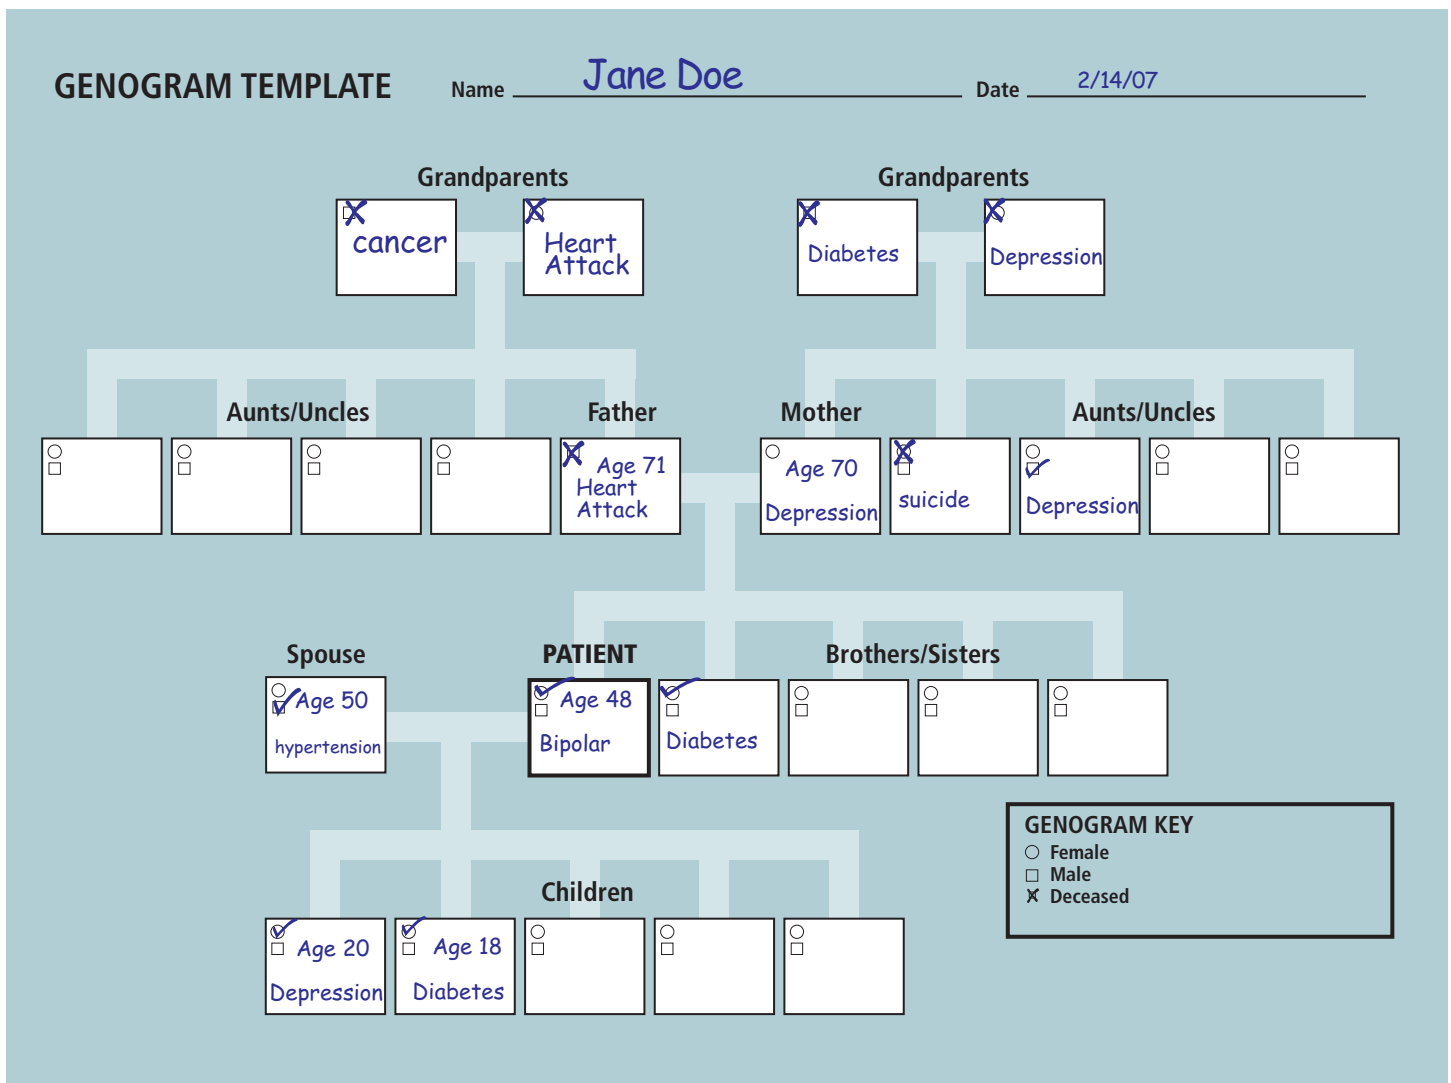 GENOGRAM TEMPLATE Name Jane Doe Date 2/14/07
Grandparents Grandparents
cancer
Heart
Attack
Diabetes
Depression
Aunts/Uncles Father Mother Aunts/Uncles
Age 71
Heart
Attack
Age 70
Depression
suicide
Depression
Spouse PATIENT Brothers/Sisters
Age 50
hypertension
Age 48
Bipolar
Diabetes
GENOGRAM KEY
Female
Male
Deceased
Children
Age 20
Depression
Age 18
Diabetes